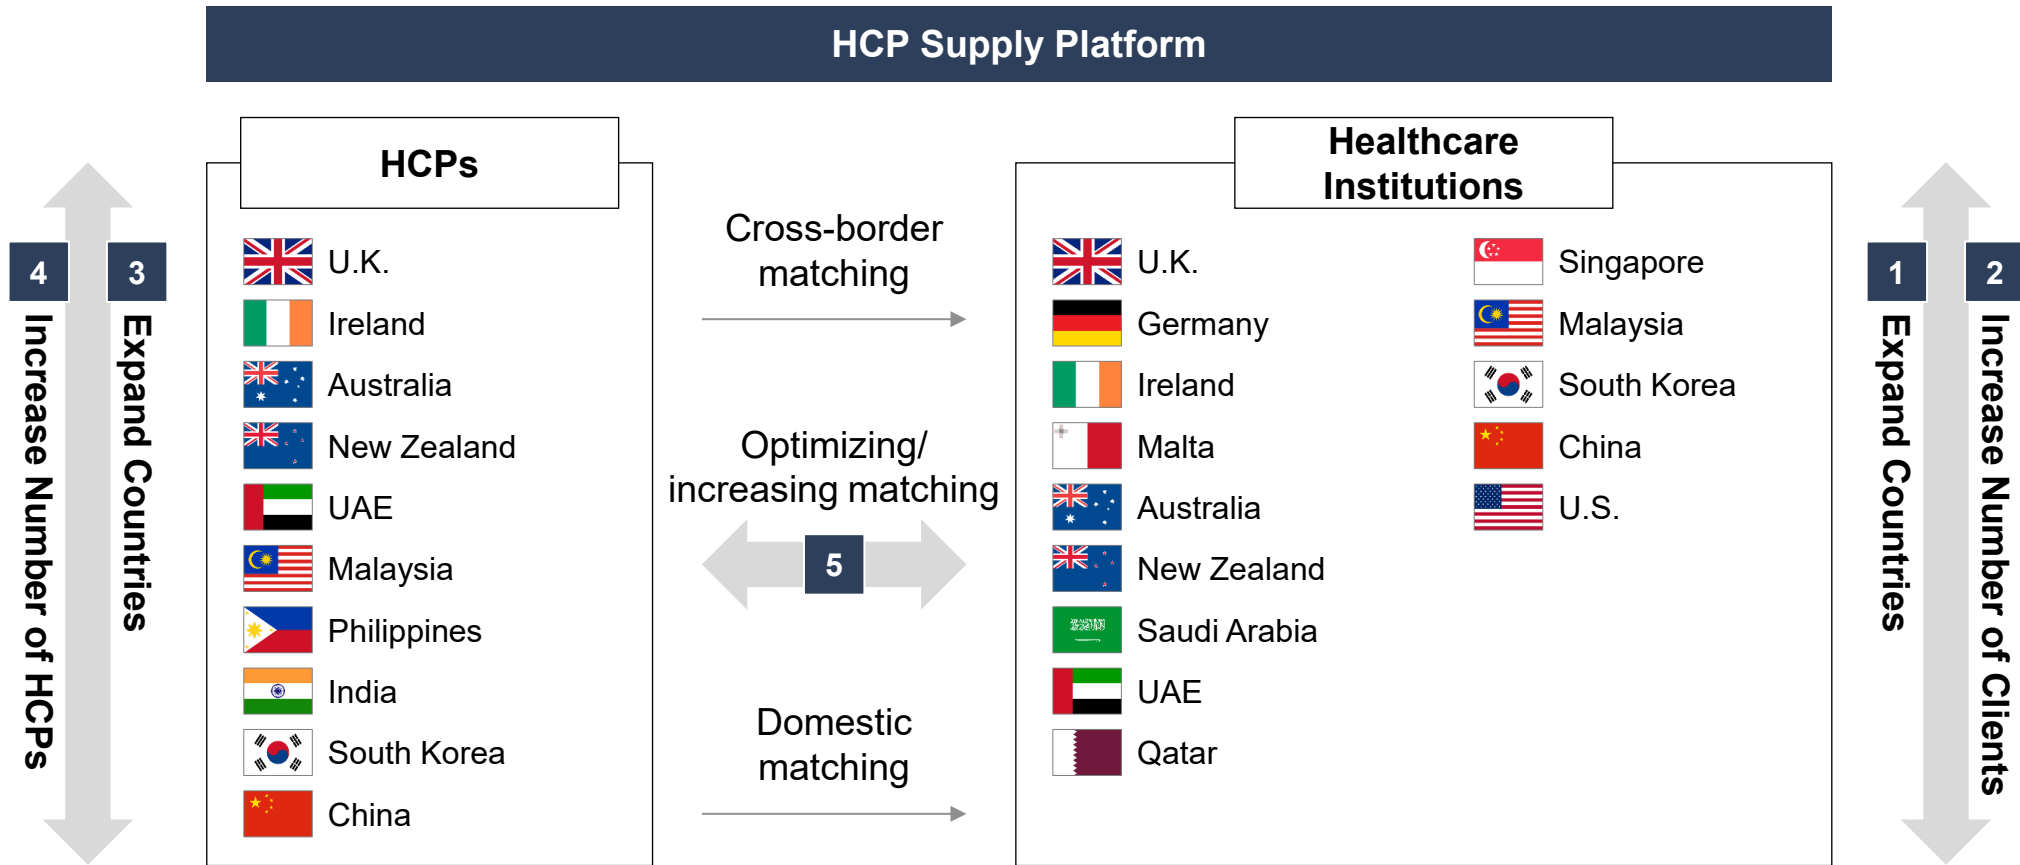 HCP Supply Platform
4
Increase Number of HCPs
3
Expand Countries
HCPs
U.K.
Ireland
Australia
New Zealand
UAE
Malaysia
Philippines
India
South Korea
China
Cross-border
matching
Optimizing/
increasing matching
5
Domestic
matching
Healthcare
Institutions
U.K.
Germany
Ireland
Malta
Australia
New Zealand
Saudi Arabia
UAE
Qatar
Singapore
Malaysia
South Korea
China
U.S.
1
Expand Countries
2
Increase Number of Clients